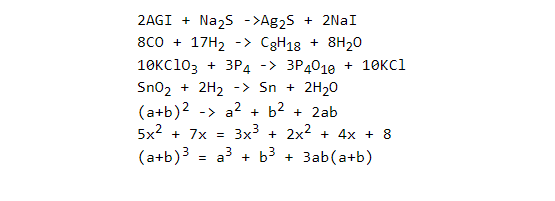 2AGI + Na₂S ->Ag₂S + 2NaI
8CO + 17H₂ -> C₈H₁₈ + 8H₂O
10KClO₃ + 3P₄ -> 3P₄O₁₀ + 10KCl
SnO₂ + 2H₂ -> Sn + 2H₂O
(a+b)² -> a² + b² + 2ab
5x² + 7x = 3x³ + 2x² + 4x + 8
(a+b)³ = a³ + b³ + 3ab(a+b)